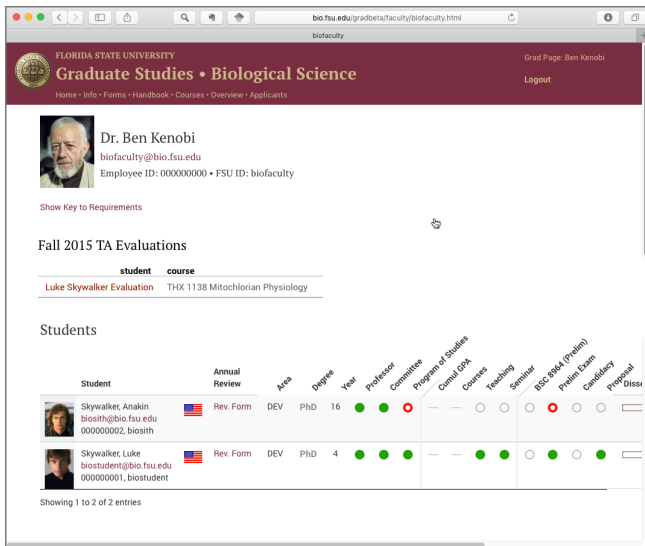 bio.fsu.edu/gradbeta/faculty/biofaculty.html
biofaculty
FLORIDA STATE UNIVERSITY
Graduate Studies • Biological Science
Home • Info • Forms • Handbook • Courses • Overview • Applicants
Grad Page: Ben Kenobi
Logout
Dr. Ben Kenobi
biofaculty@bio.fsu.edu
Employee ID: 000000000 • FSU ID: biofaculty
Show Key to Requirements
Fall 2015 TA Evaluations
student course
Luke Skywalker Evaluation THX 1138 Mitochlorian Physiology
Students
Student Annual Review Area Degree Year Professor Committee Program of Studies Cumul GPA Courses Teaching Seminar BSC 8964 (Prelim) Prelim Exam Candidacy Proposal Disse
Skywalker, Anakin Rev. Form DEV PhD 16
biosith@bio.fsu.edu
000000002, biosith
Skywalker, Luke Rev. Form DEV PhD 4
biostudent@bio.fsu.edu
000000001, biostudent
Showing 1 to 2 of 2 entries